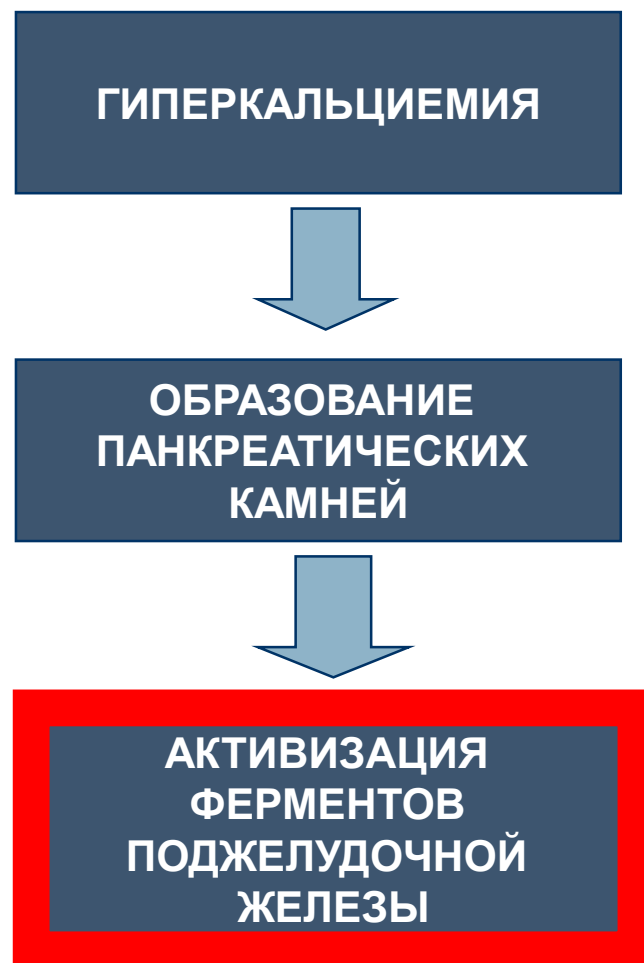 ГИПЕРКАЛЬЦИЕМИЯ
ОБРАЗОВАНИЕ
ПАНКРЕАТИЧЕСКИХ
КАМНЕЙ
АКТИВИЗАЦИЯ
ФЕРМЕНТОВ
ПОДЖЕЛУДОЧНОЙ
ЖЕЛЕЗЫ